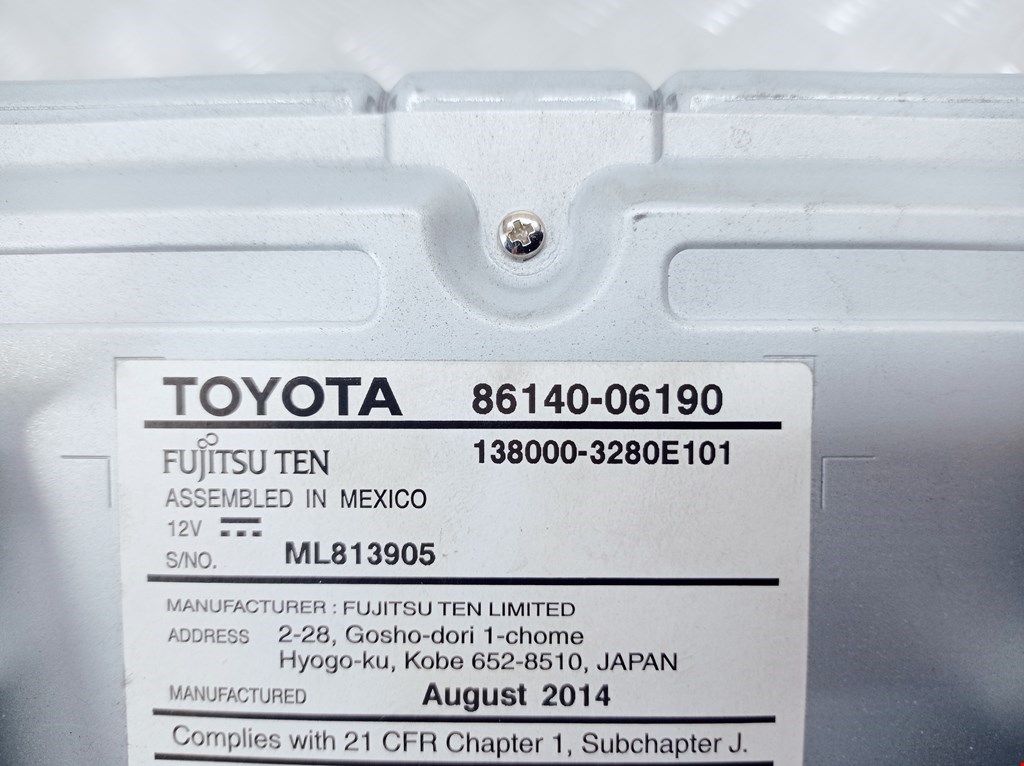 TOYOTA 86140-06190
FUJITSU TEN 138000-3280E101
ASSEMBLED IN MEXICO
12V
S/NO. ML813905
MANUFACTURER : FUJITSU TEN LIMITED
ADDRESS 2-28, Gosho-dori 1-chome
Hyogo-ku, Kobe 652-8510, JAPAN
MANUFACTURED August 2014
Complies with 21 CFR Chapter 1, Subchapter J.